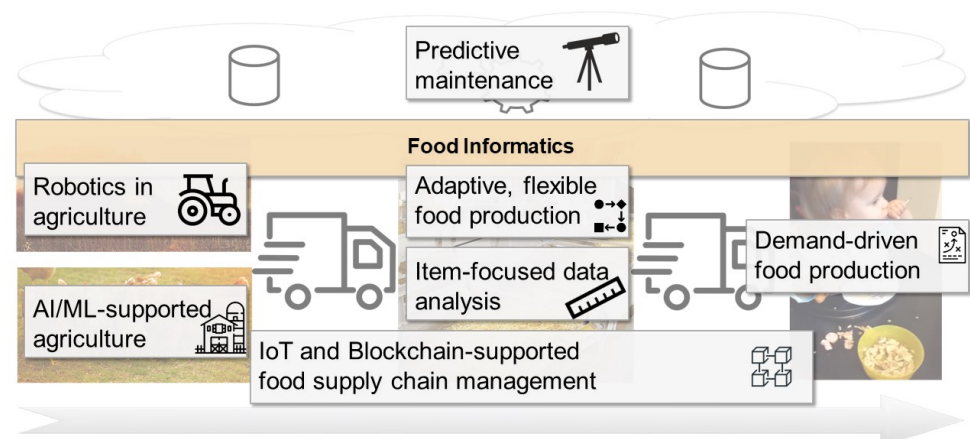 Predictive
maintenance
Food Informatics
Robotics in
agriculture
Adaptive, flexible
food production
Demand-driven
food production
Item-focused data
analysis
AI/ML-supported
agriculture
IoT and Blockchain-supported
food supply chain management